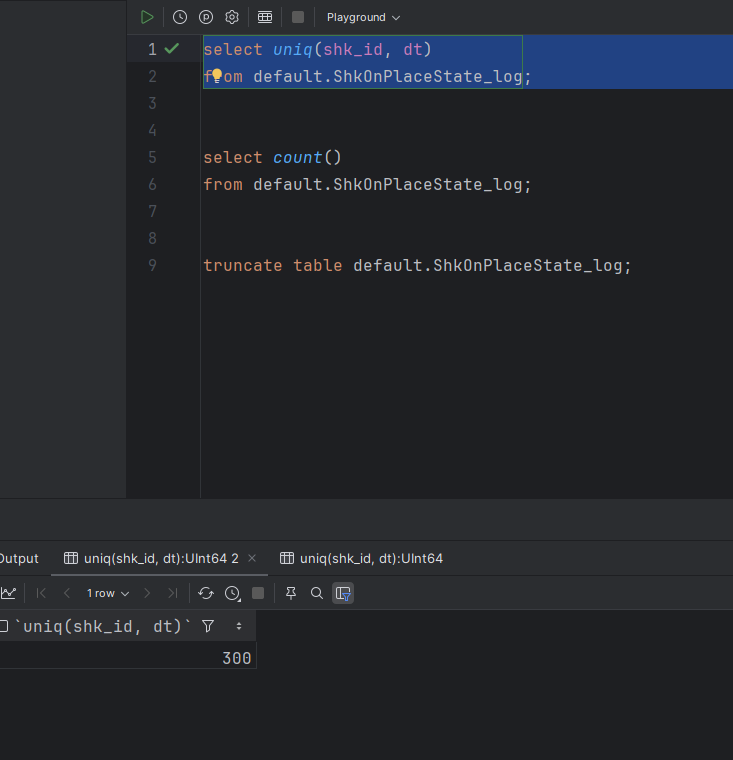 Playground
1 select uniq(shk_id, dt)
2 from default.ShkOnPlaceState_log;
3
4
5 select count()
6 from default.ShkOnPlaceState_log;
7
8
9 truncate table default.ShkOnPlaceState_log;
Output uniq(shk_id, dt):UInt64 2 uniq(shk_id, dt):UInt64
1 row
`uniq(shk_id, dt)`
300